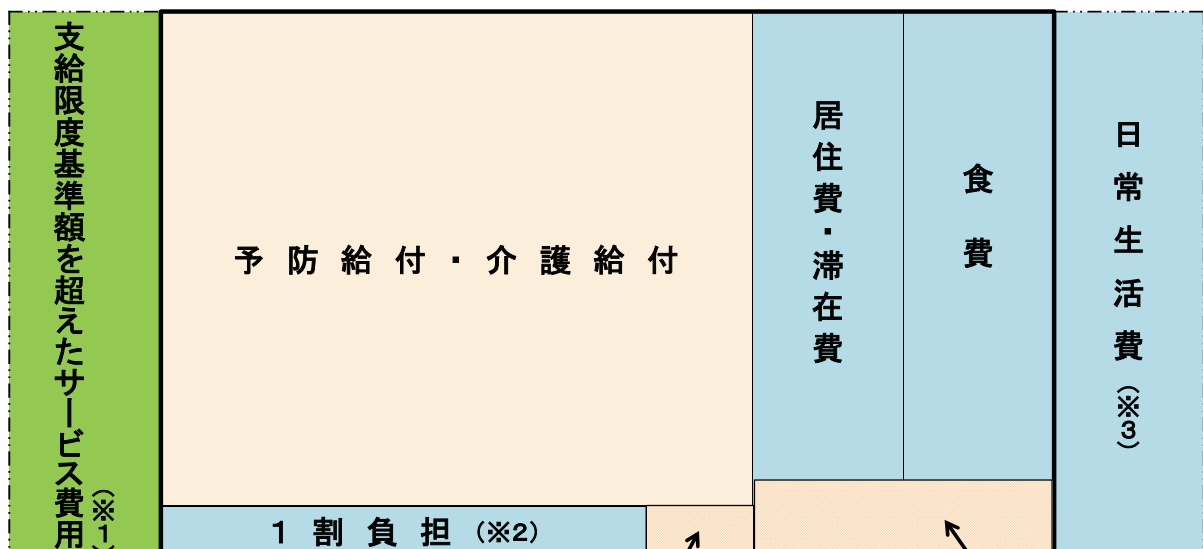 支給限度基準額を超えたサービス費用
(※1)
予防給付・介護給付
1割負担(※2)
居住費・滞在費
食費
日常生活費(※3)